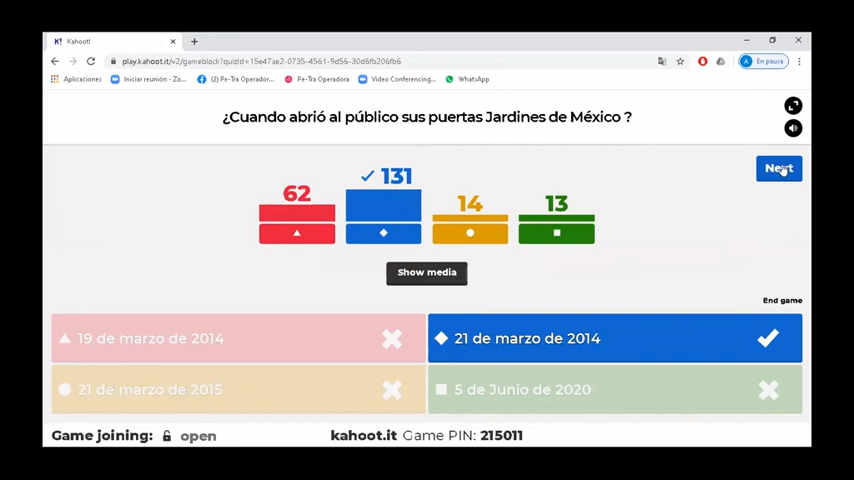 K! Kahoot!
play.kahoot.it/v2/gameblock?quizId=15e47ae2-0735-4561-9d56-30d6fb206fb6
En pausa
Aplicaciones
Iniciar reunión - Zo...
(2) Pe-Tra Operador...
Pe-Tra Operadora
Video Conferencing...
WhatsApp
¿Cuando abrió al público sus puertas Jardines de México ?
Next
62
131
14
13
Show media
End game
19 de marzo de 2014
21 de marzo de 2014
21 de marzo de 2015
5 de Junio de 2020
Game joining: open
kahoot.it Game PIN: 215011